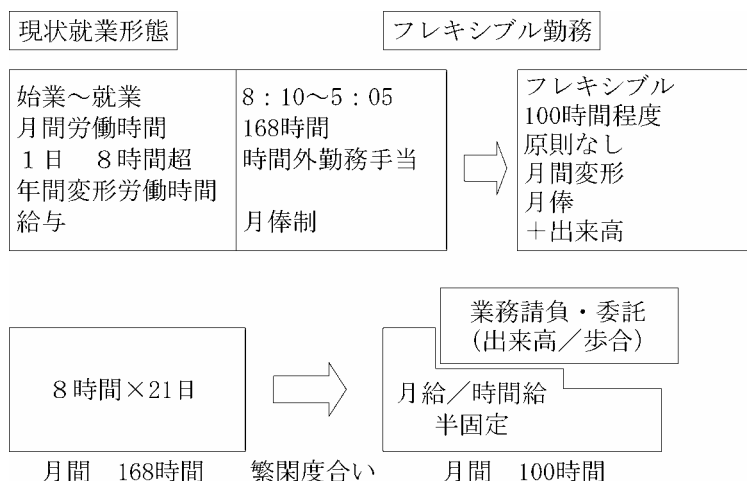 現状就業形態
フレキシブル勤務
始業～就業
月間労働時間
１日　８時間超
年間変形労働時間
給与
8：10～5：05
168時間
時間外勤務手当
月俸制
フレキシブル
100時間程度
原則なし
月間変形
月俸
＋出来高
業務請負・委託
(出来高／歩合)
８時間×21日
月給／時間給
半固定
月間　168時間
繁閑度合い
月間　100時間